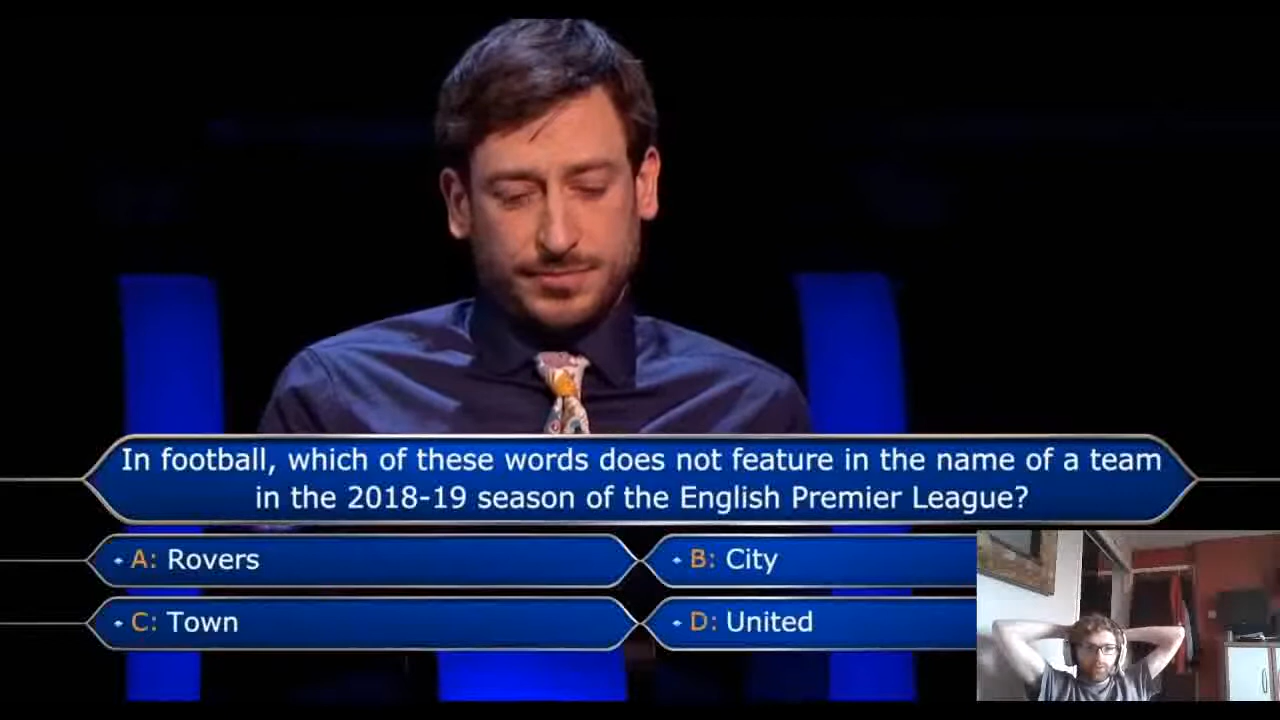 In football, which of these words does not feature in the name of a team
in the 2018-19 season of the English Premier League?
A: Rovers
B: City
C: Town
D: United